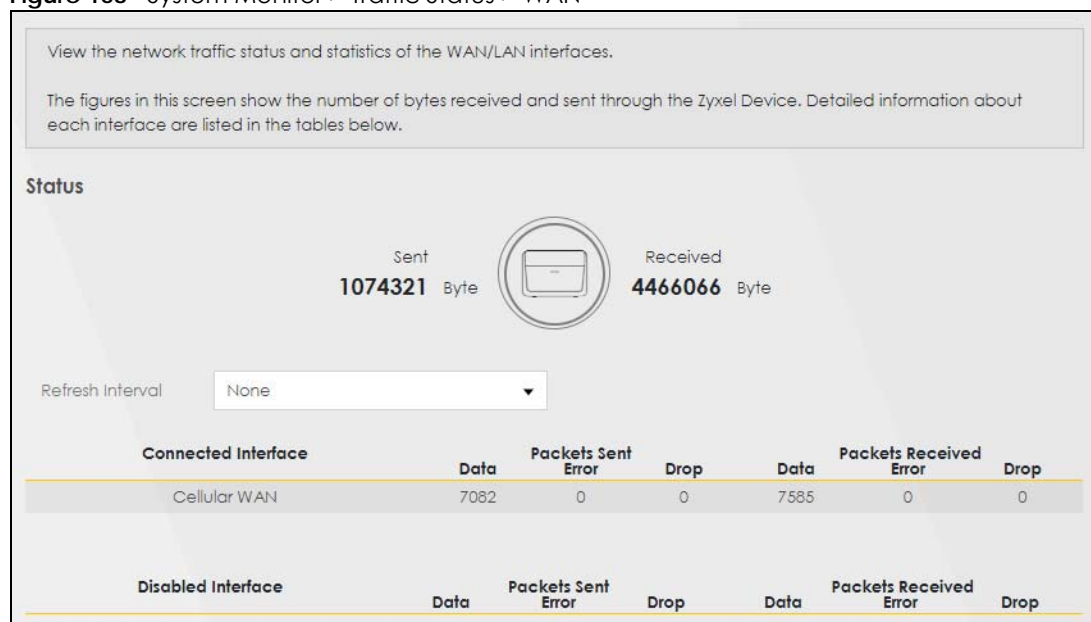 View the network traffic status and statistics of the WAN/LAN interfaces.
The figures in this screen show the number of bytes received and sent through the Zyxel Device. Detailed information about
each interface are listed in the tables below.
Status
Sent
1074321 Byte
Received
4466066 Byte
Refresh Interval None
Connected Interface Packets Sent Packets Received
Data Error Drop Data Error Drop
Cellular WAN 7082 0 0 7585 0 0
Disabled Interface Packets Sent Packets Received
Data Error Drop Data Error Drop